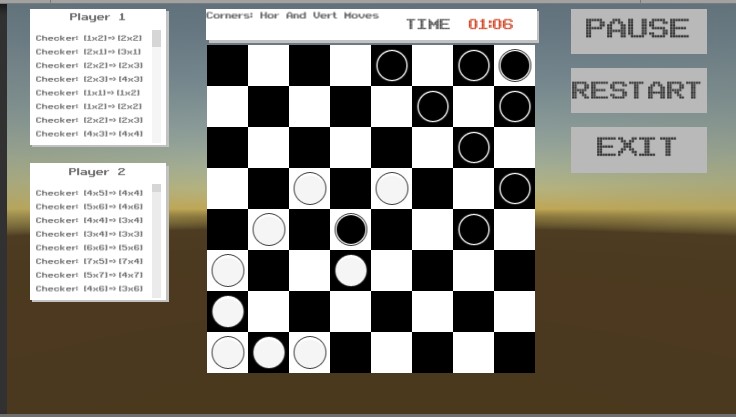 Player 1
Checker: (1x2)=> (2x2)
Checker: (2x1)=> (3x1)
Checker: (2x2)=> (2x3)
Checker: (2x3)=> (4x3)
Checker: (1x1)=> (1x2)
Checker: (1x2)=> (2x2)
Checker: (2x2)=> (2x3)
Checker: (4x3)=> (4x4)
Player 2
Checker: (4x5)=> (4x4)
Checker: (5x6)=> (4x6)
Checker: (4x4)=> (3x4)
Checker: (3x4)=> (3x3)
Checker: (6x6)=> (5x6)
Checker: (7x5)=> (7x4)
Checker: (5x7)=> (4x7)
Checker: (4x6)=> (3x6)
Corners: Hor And Vert Moves
TIME 01:06
PAUSE
RESTART
EXIT